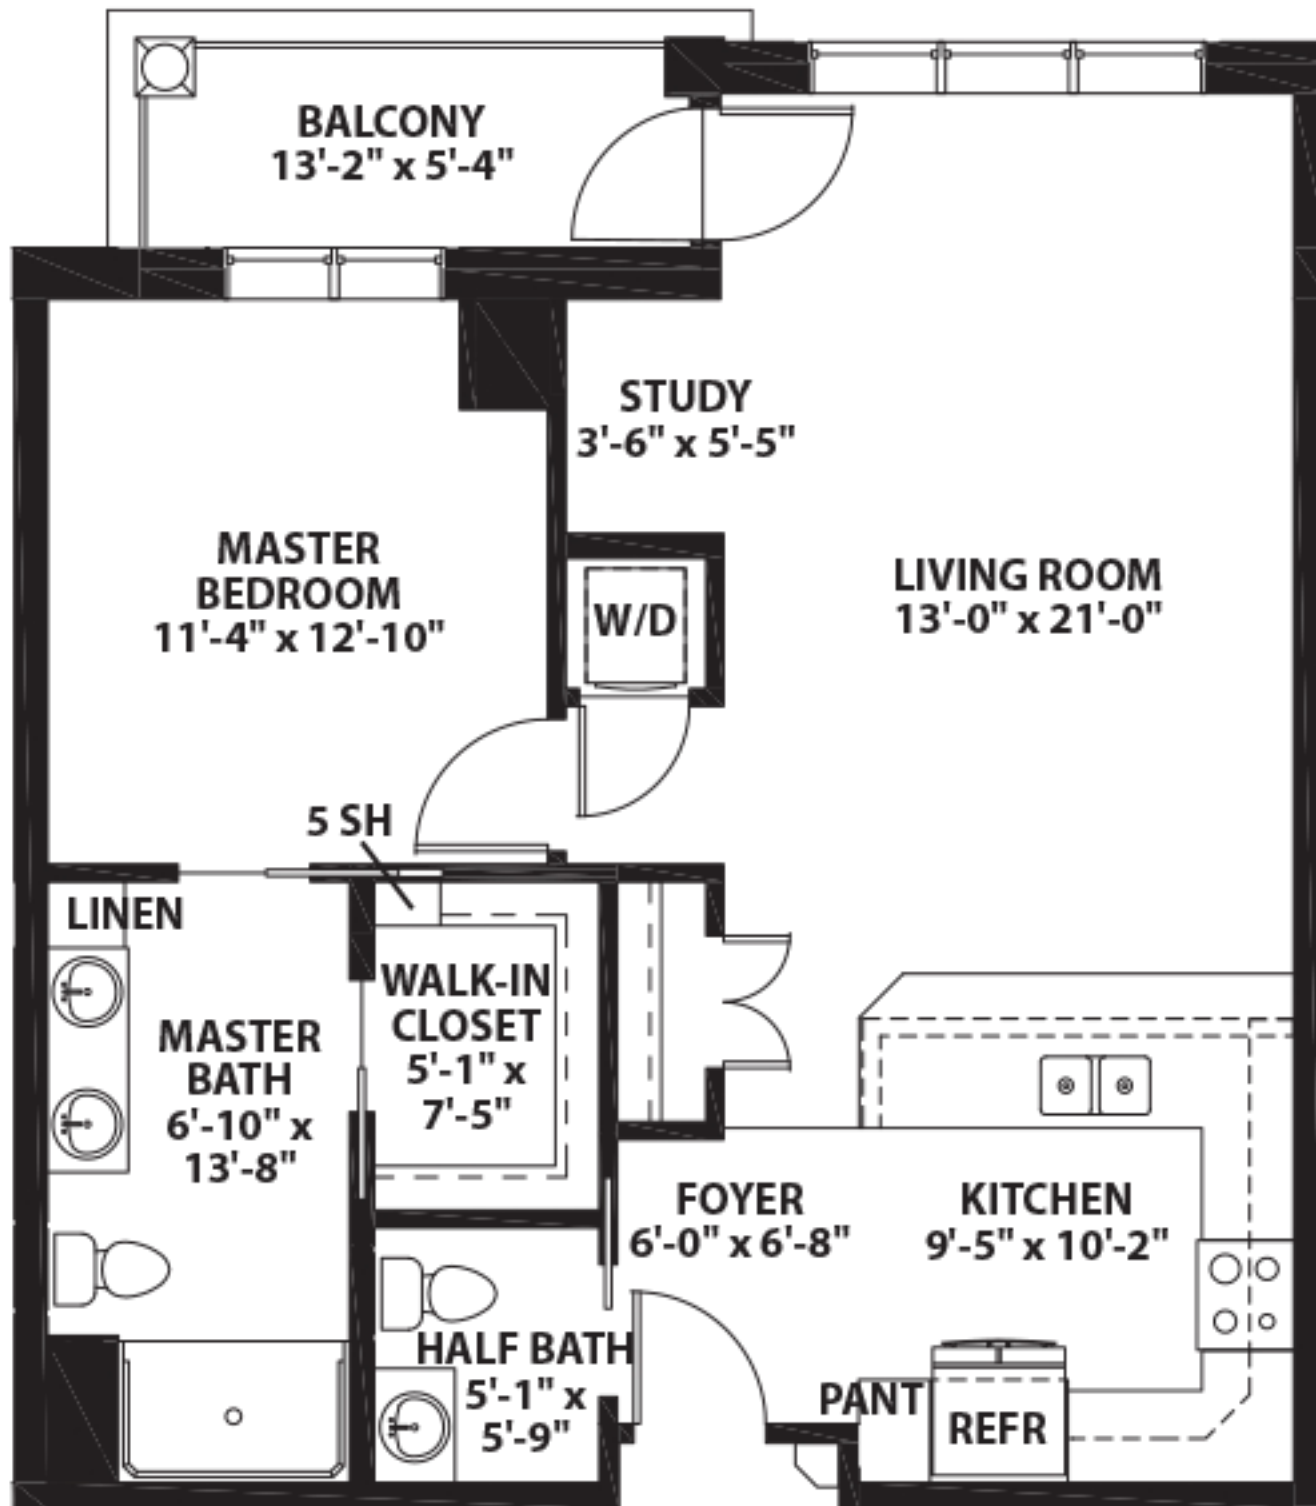 BALCONY
13'-2" x 5'-4"
STUDY
3'-6" x 5'-5"
MASTER
BEDROOM
11'-4" x 12'-10"
W/D
LIVING ROOM
13'-0" x 21'-0"
5 SH
LINEN
WALK-IN
CLOSET
5'-1" x
7'-5"
MASTER
BATH
6'-10" x
13'-8"
FOYER
6'-0" x 6'-8"
KITCHEN
9'-5" x 10'-2"
HALF BATH
5'-1" x
5'-9"
PANT
REFR